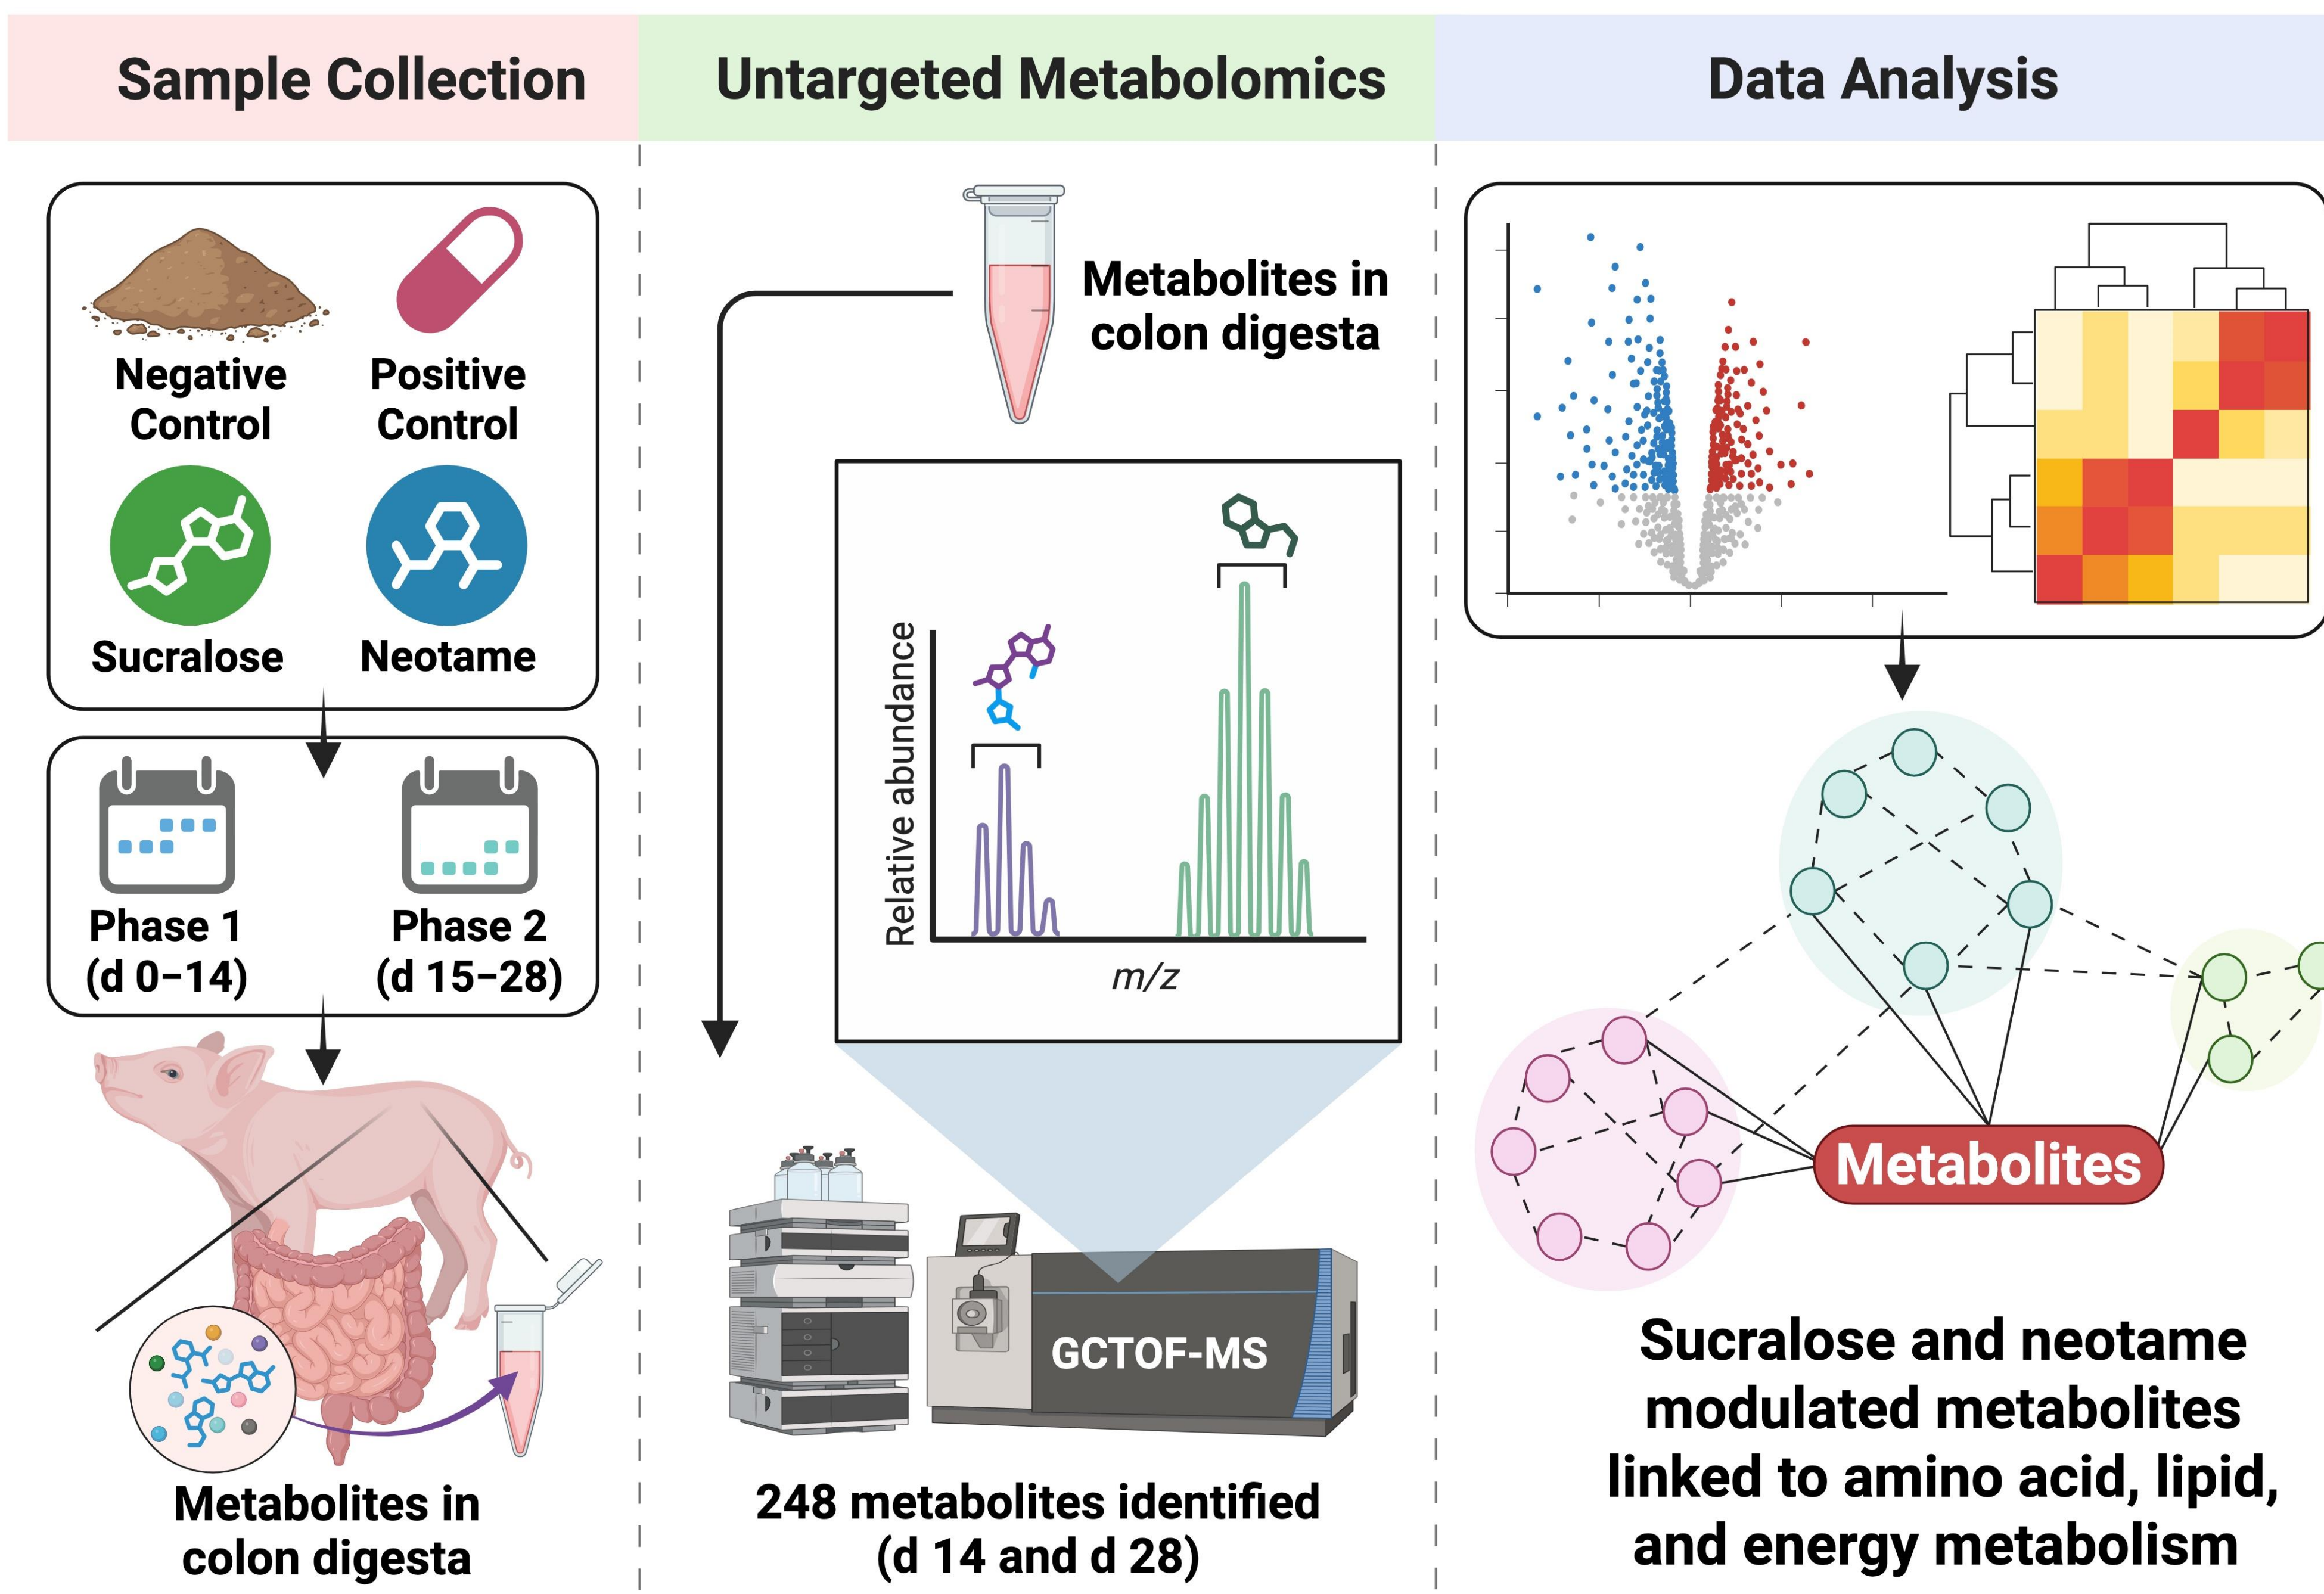 Sample Collection
Untargeted Metabolomics
Data Analysis
Negative
Control
Positive
Control
Sucralose
Neotame
Phase 1
(d 0–14)
Phase 2
(d 15–28)
Metabolites in
colon digesta
Metabolites in
colon digesta
Relative abundance
m/z
GCTOF-MS
248 metabolites identified
(d 14 and d 28)
Metabolites
Sucralose and neotame
modulated metabolites
linked to amino acid, lipid,
and energy metabolism